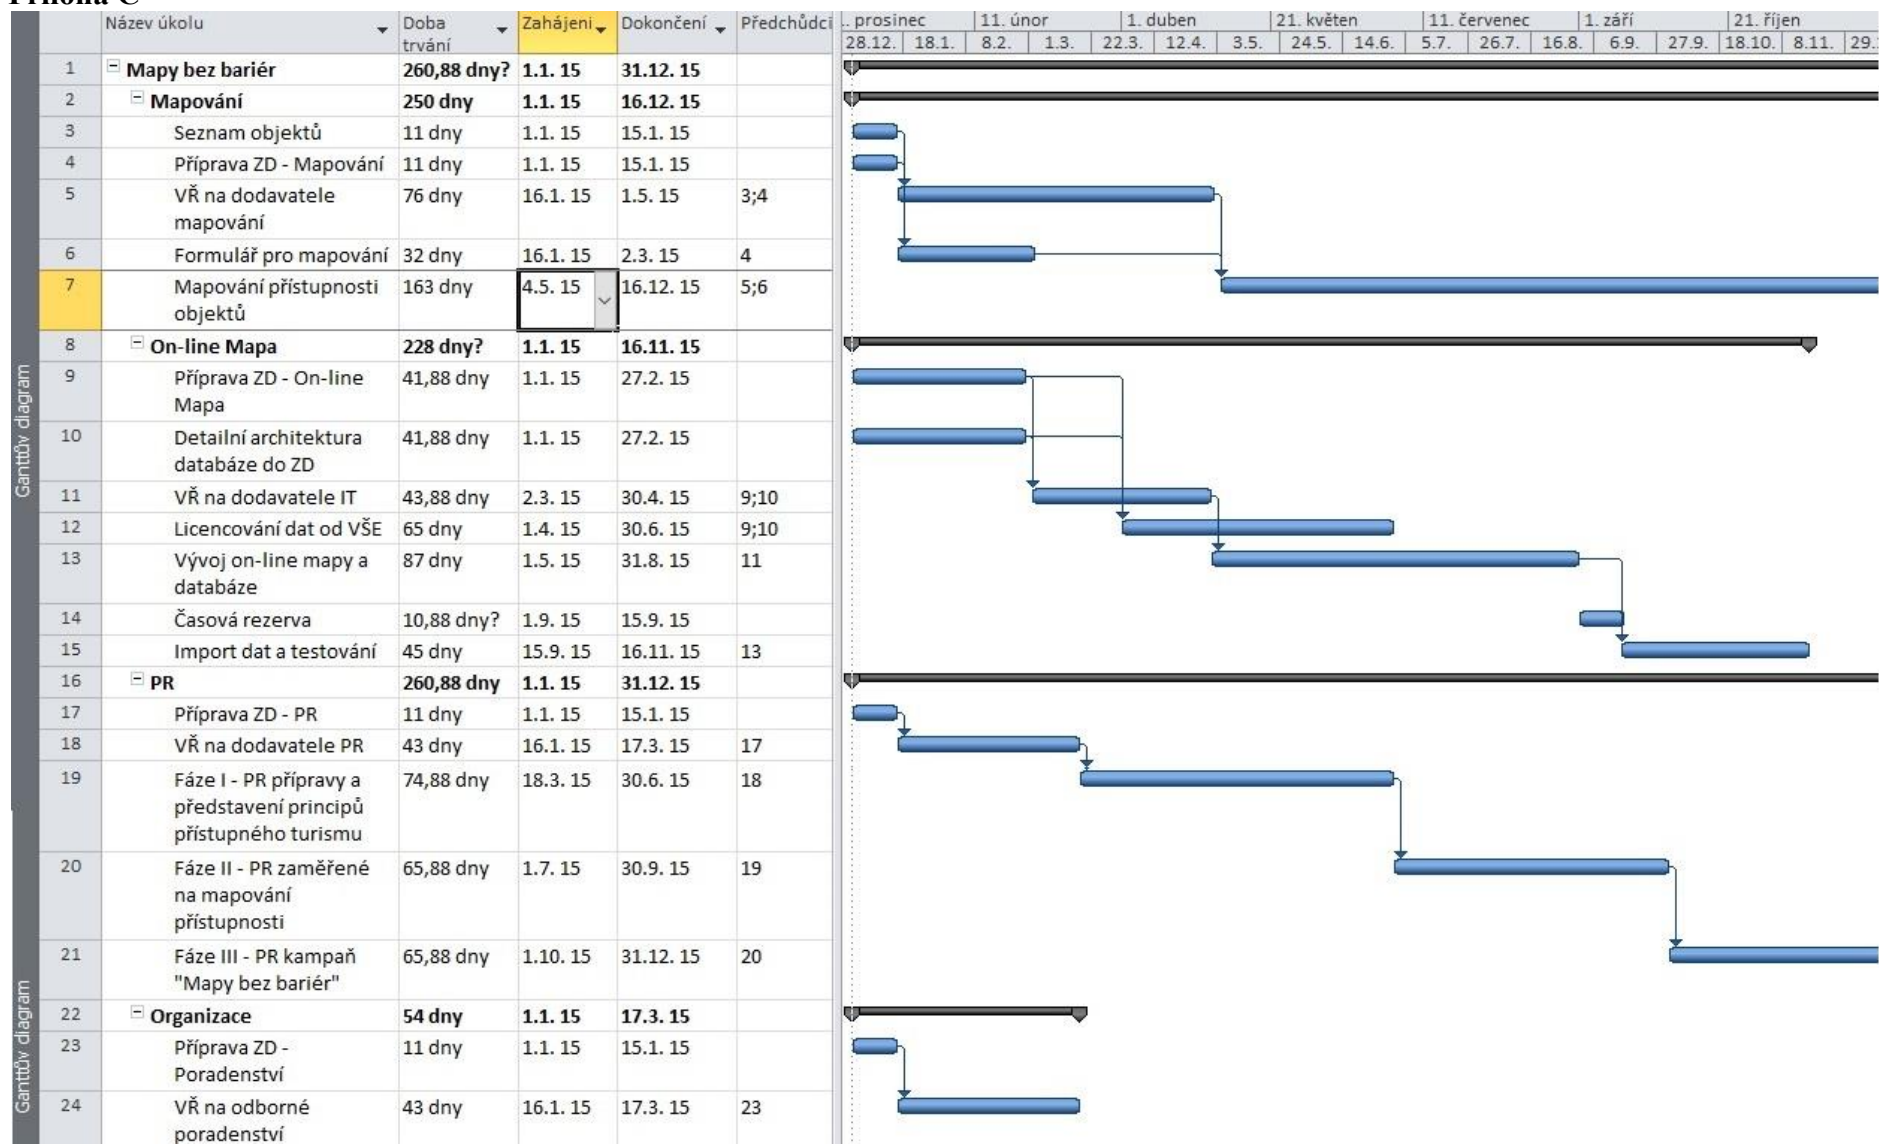 Příloha C
Název úkolu Doba trvání Zahájení Dokončení Předchůdci
. prosinec 11. únor 1. duben 21. květen 11. červenec 1. září 21. říjen
28.12. 18.1. 8.2. 1.3. 22.3. 12.4. 3.5. 24.5. 14.6. 5.7. 26.7. 16.8. 6.9. 27.9. 18.10. 8.11. 29.
1 Mapy bez bariér 260,88 dny? 1.1. 15 31.12. 15
2 Mapování 250 dny 1.1. 15 16.12. 15
3 Seznam objektů 11 dny 1.1. 15 15.1. 15
4 Příprava ZD - Mapování 11 dny 1.1. 15 15.1. 15
5 VŘ na dodavatele 76 dny 16.1. 15 1.5. 15 3;4
mapování
6 Formulář pro mapování 32 dny 16.1. 15 2.3. 15 4
7 Mapování přístupnosti 163 dny 4.5. 15 16.12. 15 5;6
objektů
8 On-line Mapa 228 dny? 1.1. 15 16.11. 15
9 Příprava ZD - On-line 41,88 dny 1.1. 15 27.2. 15
Mapa
10 Detailní architektura 41,88 dny 1.1. 15 27.2. 15
databáze do ZD
11 VŘ na dodavatele IT 43,88 dny 2.3. 15 30.4. 15 9;10
12 Licencování dat od VŠE 65 dny 1.4. 15 30.6. 15 9;10
13 Vývoj on-line mapy a 87 dny 1.5. 15 31.8. 15 11
databáze
14 Časová rezerva 10,88 dny? 1.9. 15 15.9. 15
15 Import dat a testování 45 dny 15.9. 15 16.11. 15 13
16 PR 260,88 dny 1.1. 15 31.12. 15
17 Příprava ZD - PR 11 dny 1.1. 15 15.1. 15
18 VŘ na dodavatele PR 43 dny 16.1. 15 17.3. 15 17
19 Fáze I - PR přípravy a 74,88 dny 18.3. 15 30.6. 15 18
představení principů
přístupného turismu
20 Fáze II - PR zaměřené 65,88 dny 1.7. 15 30.9. 15 19
na mapování
přístupnosti
21 Fáze III - PR kampaň 65,88 dny 1.10. 15 31.12. 15 20
"Mapy bez bariér"
22 Organizace 54 dny 1.1. 15 17.3. 15
23 Příprava ZD - 11 dny 1.1. 15 15.1. 15
Poradenství
24 VŘ na odborné 43 dny 16.1. 15 17.3. 15 23
poradenství
Ganttův diagram
Ganttův diagram